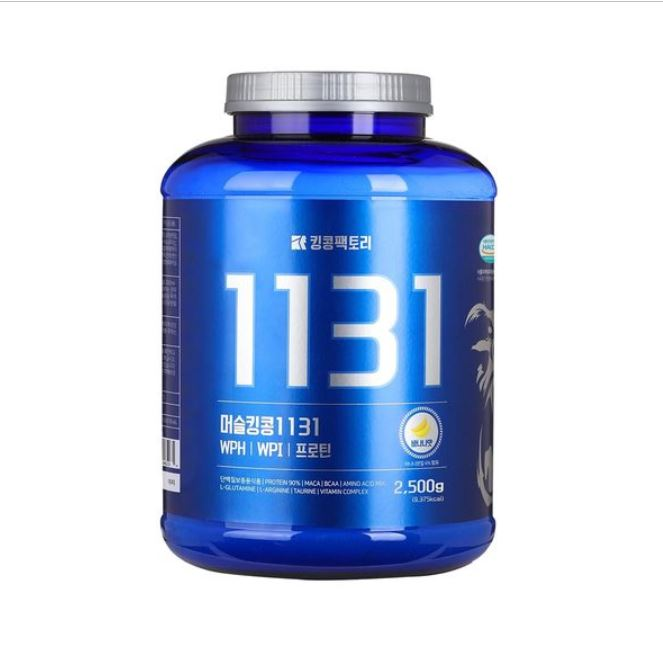 킹콩팩토리
1131
머슬킹콩1131
WPH | WPI | 프로틴
바나나맛
단백질보충용식품 | PROTEIN 90% | MACA | BCAA | AMINO ACID MIX
L-GLUTAMINE | L-ARGININE | TAURINE | VITAMIN COMPLEX
2,500g
(9,375kcal)